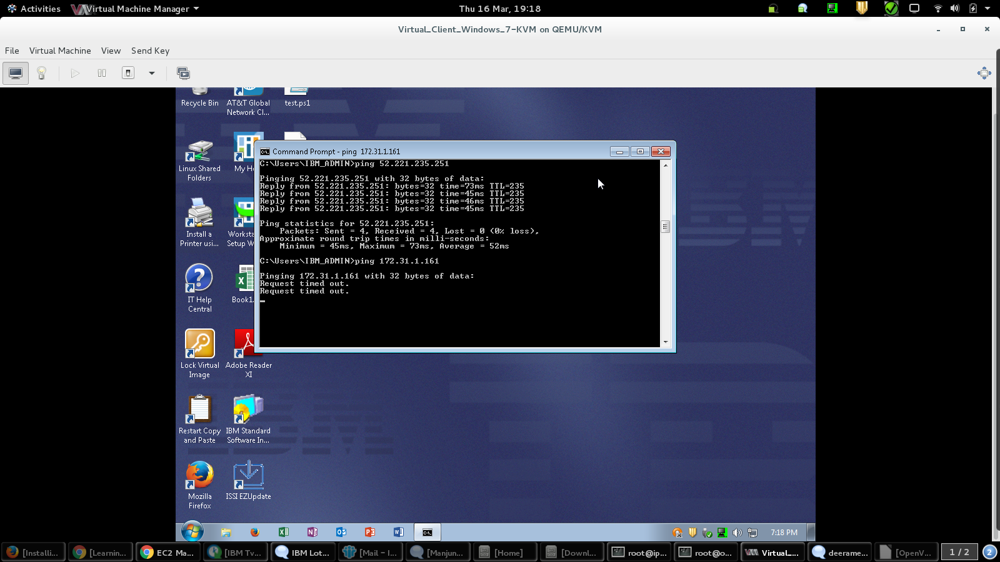 Activities
Virtual Machine Manager
Thu 16 Mar, 19:18
Virtual_Client_Windows_7-KVM on QEMU/KVM
File Virtual Machine View Send Key
Recycle Bin
AT&T Global
Network Cl...
test.ps1
Linux Shared
Folders
My H
Install a
Printer usi...
Worksta
Setup W
IT Help
Central
Book1.
Lock Virtual
Image
Adobe Reader
XI
Restart Copy
and Paste
IBM Standard
Software In...
Mozilla
Firefox
ISSI EZUpdate
Command Prompt - ping 172.31.1.161
C:\Users\IBM_ADMIN>ping 52.221.235.251
Pinging 52.221.235.251 with 32 bytes of data:
Reply from 52.221.235.251: bytes=32 time=73ms TTL=235
Reply from 52.221.235.251: bytes=32 time=45ms TTL=235
Reply from 52.221.235.251: bytes=32 time=46ms TTL=235
Reply from 52.221.235.251: bytes=32 time=45ms TTL=235
Ping statistics for 52.221.235.251:
Packets: Sent = 4, Received = 4, Lost = 0 (0% loss),
Approximate round trip times in milli-seconds:
Minimum = 45ms, Maximum = 73ms, Average = 52ms
C:\Users\IBM_ADMIN>ping 172.31.1.161
Pinging 172.31.1.161 with 32 bytes of data:
Request timed out.
Request timed out.
7:18 PM
[Installi...
[Learnin...
EC2 Ma...
[IBM Tv...
IBM Lot...
[Mail - I...
[Manjun...
[Home]
[Downl...
root@ip...
root@o...
Virtual_...
deerame...
[OpenV...
1 / 2
2